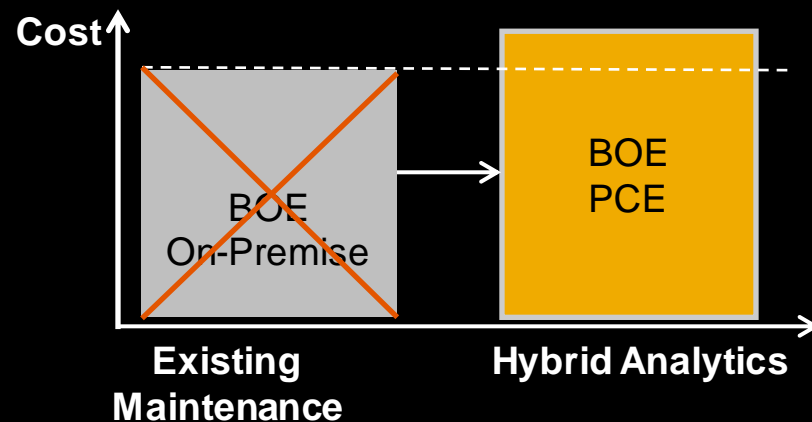 Cost
BOE
On-Premise
BOE
PCE
Existing
Maintenance
Hybrid Analytics